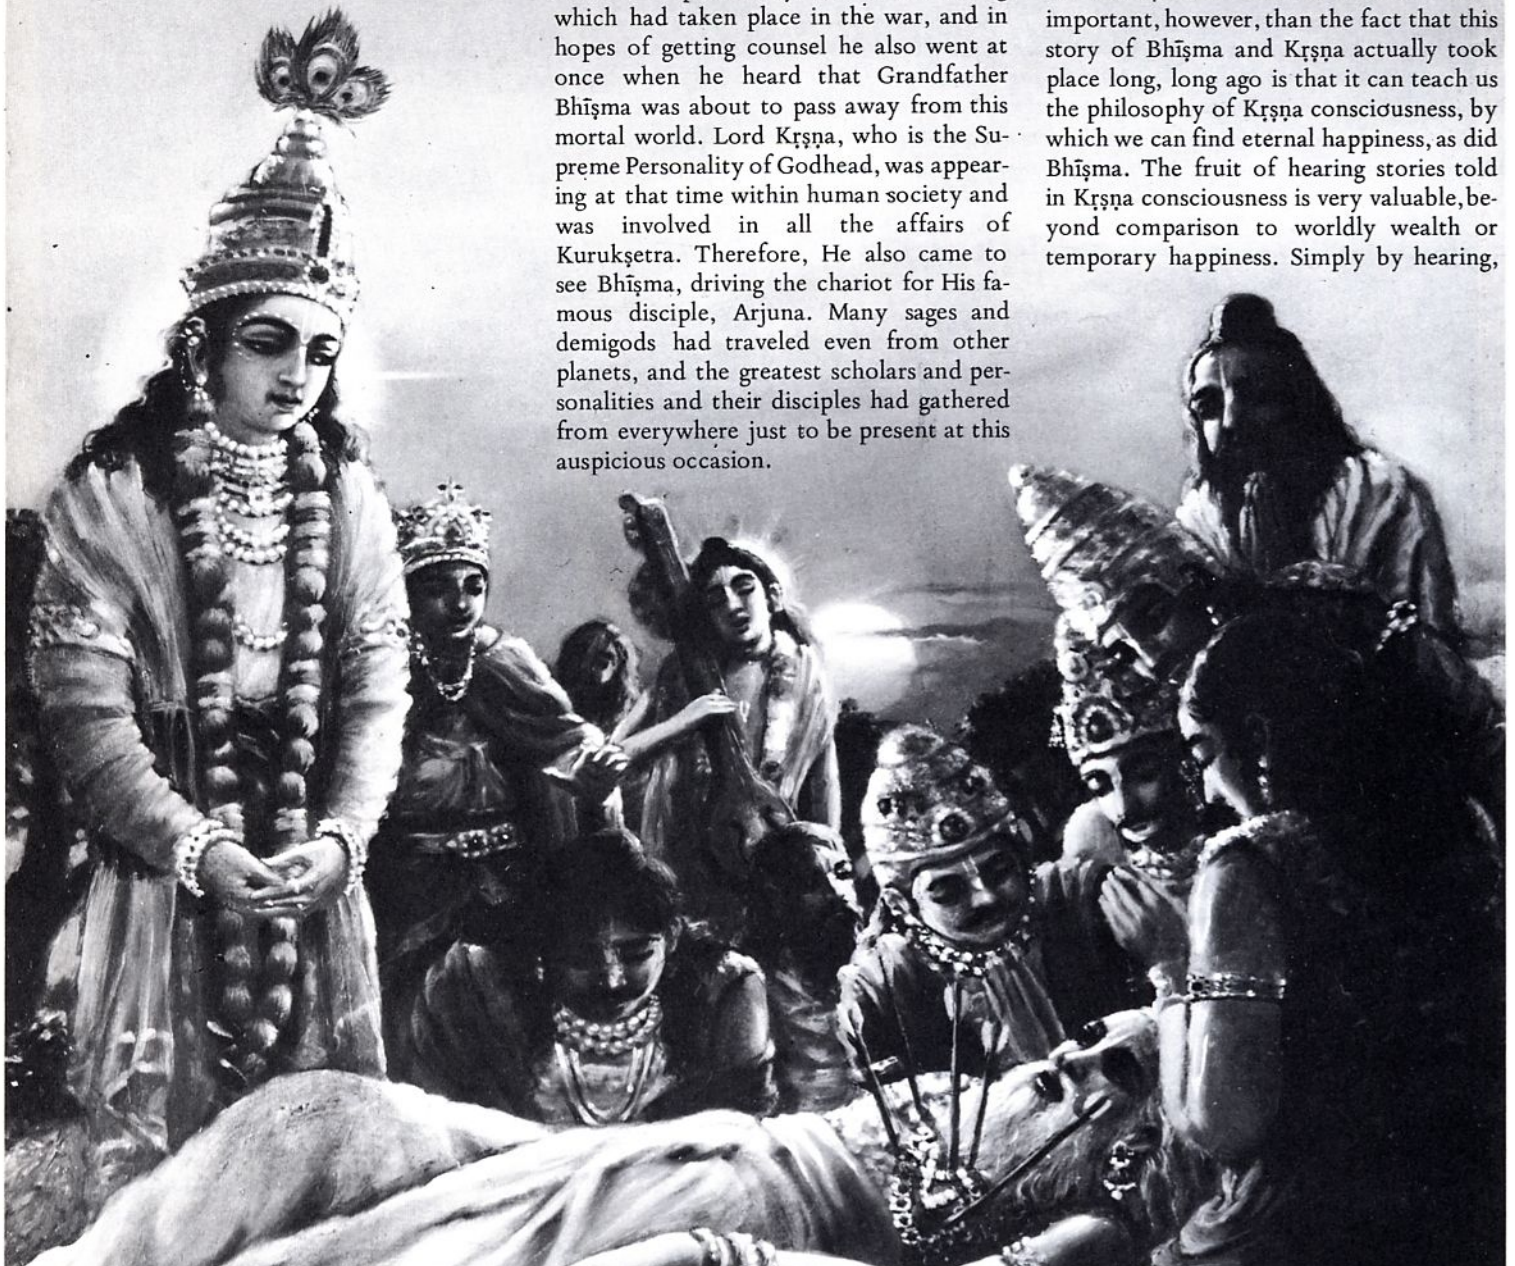 which had taken place in the war, and in
hopes of getting counsel he also went at
once when he heard that Grandfather
Bhīṣma was about to pass away from this
mortal world. Lord Kṛṣṇa, who is the Su-
preme Personality of Godhead, was appear-
ing at that time within human society and
was involved in all the affairs of
Kurukṣetra. Therefore, He also came to
see Bhīṣma, driving the chariot for His fa-
mous disciple, Arjuna. Many sages and
demigods had traveled even from other
planets, and the greatest scholars and per-
sonalities and their disciples had gathered
from everywhere just to be present at this
auspicious occasion.
important, however, than the fact that this
story of Bhīṣma and Kṛṣṇa actually took
place long, long ago is that it can teach us
the philosophy of Kṛṣṇa consciousness, by
which we can find eternal happiness, as did
Bhīṣma. The fruit of hearing stories told
in Kṛṣṇa consciousness is very valuable, be-
yond comparison to worldly wealth or
temporary happiness. Simply by hearing,